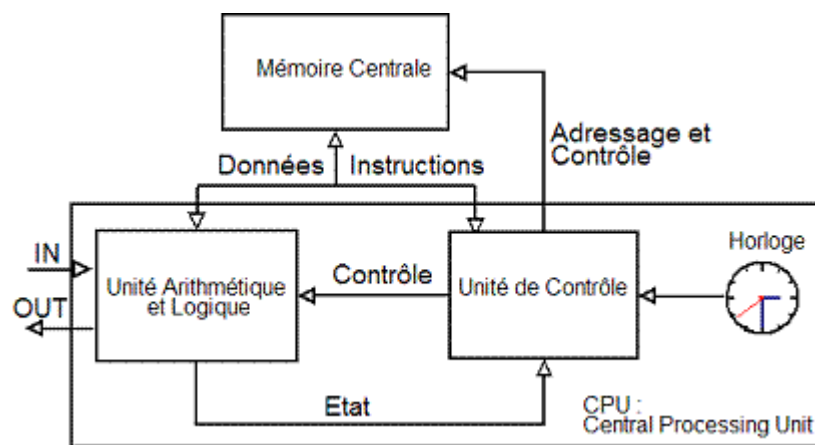 Mémoire Centrale
Adressage et
Contrôle
Données Instructions
IN
OUT
Unité Arithmétique
et Logique
Contrôle
Unité de Contrôle
Horloge
Etat
CPU :
Central Processing Unit